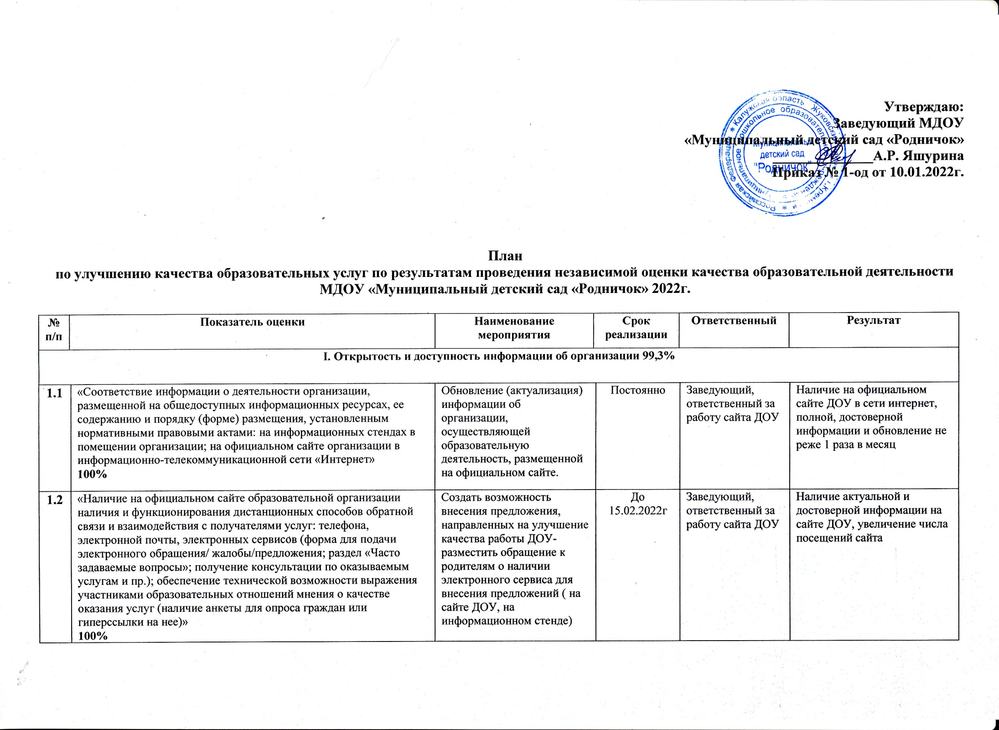 Утверждаю:
Заведующий МДОУ
«Муниципальный детский сад «Родничок»
А.Р. Яшурина
Приказ № 1-од от 10.01.2022г.
Калужская область Жуковский
Российская Федерация
дошкольное образовательное
детский сад
"Родничок"
План
по улучшению качества образовательных услуг по результатам проведения независимой оценки качества образовательной деятельности
МДОУ «Муниципальный детский сад «Родничок» 2022г.
№
п/п
Показатель оценки
Наименование
мероприятия
Срок
реализации
Ответственный
Результат
I. Открытость и доступность информации об организации 99,3%
1.1
«Соответствие информации о деятельности организации,
размещенной на общедоступных информационных ресурсах, ее
содержанию и порядку (форме) размещения, установленным
нормативными правовыми актами: на информационных стендах в
помещении организации; на официальном сайте организации в
информационно-телекоммуникационной сети «Интернет»
100%
Обновление (актуализация)
информации об
организации,
осуществляющей
образовательную
деятельность, размещенной
на официальном сайте.
Постоянно
Заведующий,
ответственный за
работу сайта ДОУ
Наличие на официальном
сайте ДОУ в сети интернет,
полной, достоверной
информации и обновление не
реже 1 раза в месяц
1.2
«Наличие на официальном сайте образовательной организации
наличия и функционирования дистанционных способов обратной
связи и взаимодействия с получателями услуг: телефона,
электронной почты, электронных сервисов (форма для подачи
электронного обращения/ жалобы/предложения; раздел «Часто
задаваемые вопросы»; получение консультации по оказываемым
услугам и пр.); обеспечение технической возможности выражения
участниками образовательных отношений мнения о качестве
оказания услуг (наличие анкеты для опроса граждан или
гиперссылки на нее)»
100%
Создать возможность
внесения предложения,
направленных на улучшение
качества работы ДОУ-
разместить обращение к
родителям о наличии
электронного сервиса для
внесения предложений ( на
сайте ДОУ, на
информационном стенде)
До
15.02.2022г
Заведующий,
ответственный за
работу сайта ДОУ
Наличие актуальной и
достоверной информации на
сайте ДОУ, увеличение числа
посещений сайта